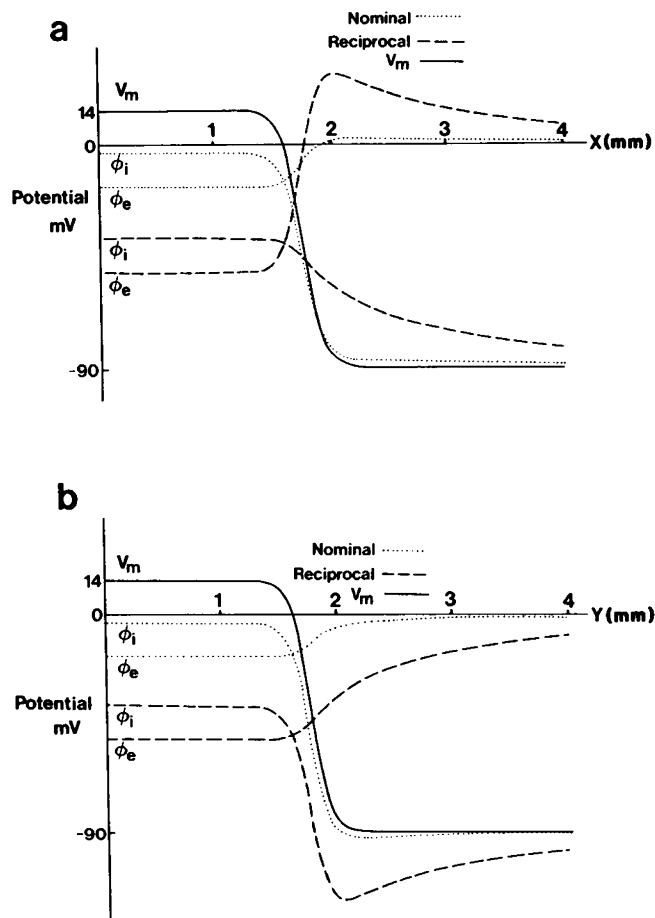 a
Nominal
Reciprocal
Vm
Vm
14
0
1 2 3 4 X(mm)
ϕi
Potential
mV
ϕe
ϕi
ϕe
-90
b
Nominal
Reciprocal
Vm
Vm
14
0
1 2 3 4 Y(mm)
ϕi
ϕe
Potential
mV
ϕi
ϕe
-90